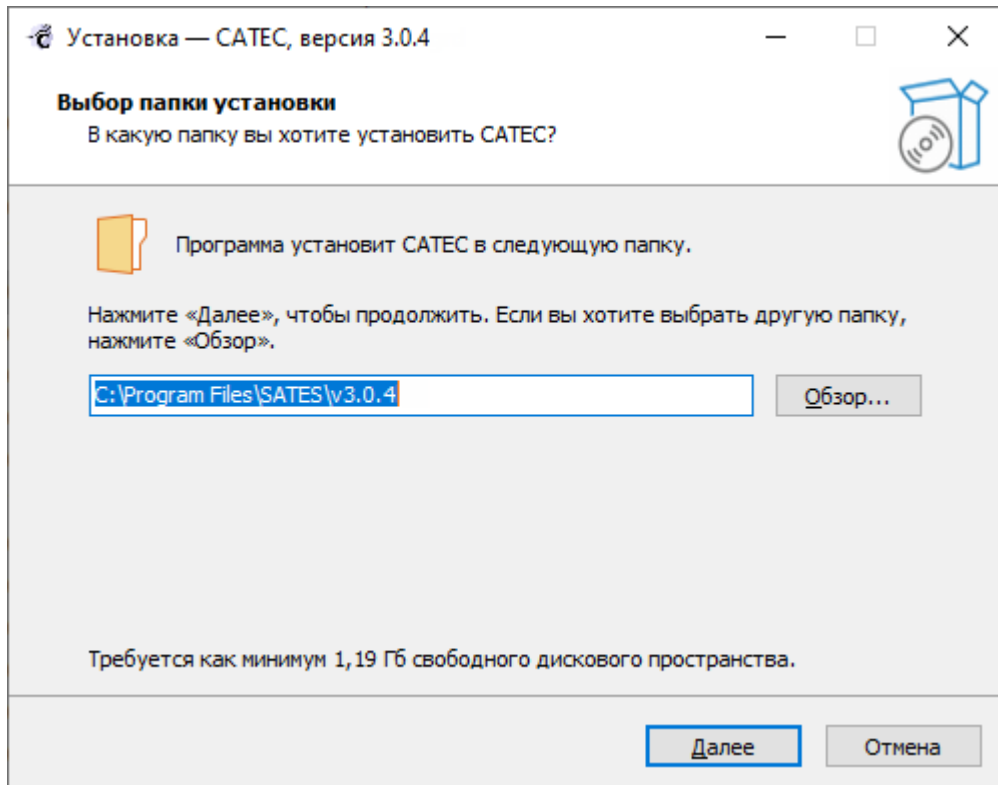 Установка — САТЕС, версия 3.0.4
Выбор папки установки
В какую папку вы хотите установить САТЕС?
Программа установит САТЕС в следующую папку.
Нажмите «Далее», чтобы продолжить. Если вы хотите выбрать другую папку,
нажмите «Обзор».
C:\Program Files\SATES\v3.0.4
Обзор...
Требуется как минимум 1,19 Гб свободного дискового пространства.
Далее
Отмена